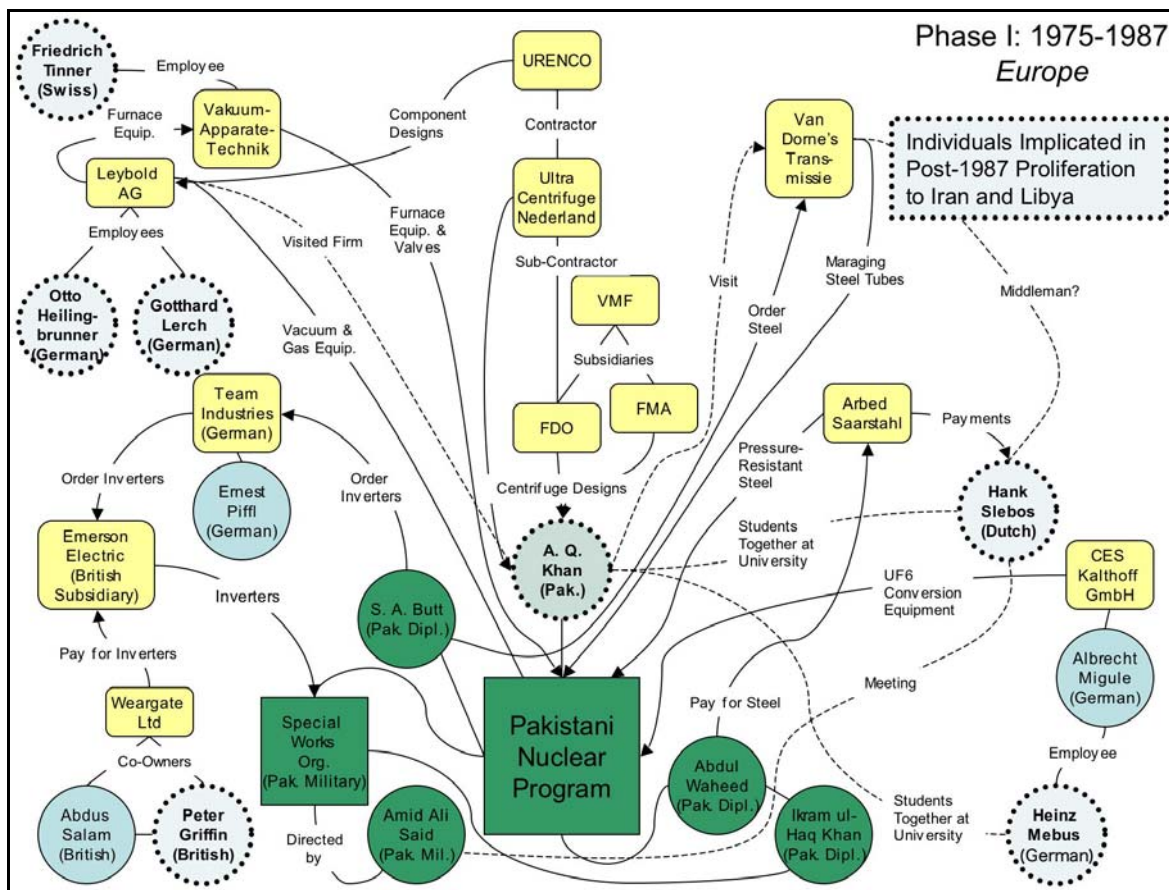 Phase I: 1975-1987
Europe
Friedrich
Tinner
(Swiss)
Employee
URENCO
Furnace
Equip.
Vakuum-
Apparate-
Technik
Component
Designs
Contractor
Van
Dorne's
Trans-
missie
Individuals Implicated in
Post-1987 Proliferation
to Iran and Libya
Leybold
AG
Ultra
Centrifuge
Nederland
Employees
Visited Firm
Furnace
Equip. &
Valves
Sub-Contractor
Visit
Maraging
Steel Tubes
Otto
Heiling-
brunner
(German)
Gotthard
Lerch
(German)
VMF
Order
Steel
Middleman?
Vacuum &
Gas Equip.
Subsidiaries
Team
Industries
(German)
FDO
FMA
Arbed
Saarstahl
Payments
Order Inverters
Ernest
Piffl
(German)
Order
Inverters
Centrifuge Designs
Pressure-
Resistant
Steel
Hank
Slebos
(Dutch)
Emerson
Electric
(British
Subsidiary)
Inverters
A. Q.
Khan
(Pak.)
Students
Together at
University
UF6
Conversion
Equipment
CES
Kalthoff
GmbH
S. A. Butt
(Pak. Dipl.)
Pay for Inverters
Albrecht
Migule
(German)
Meeting
Weargate
Ltd
Special
Works
Org.
(Pak. Military)
Pakistani
Nuclear
Program
Pay for Steel
Co-Owners
Abdul
Waheed
(Pak. Dipl.)
Employee
Abdus
Salam
(British)
Peter
Griffin
(British)
Directed
by
Amid Ali
Said
(Pak. Mil.)
Ikram ul-
Haq Khan
(Pak. Dipl.)
Students
Together at
University
Heinz
Mebus
(German)